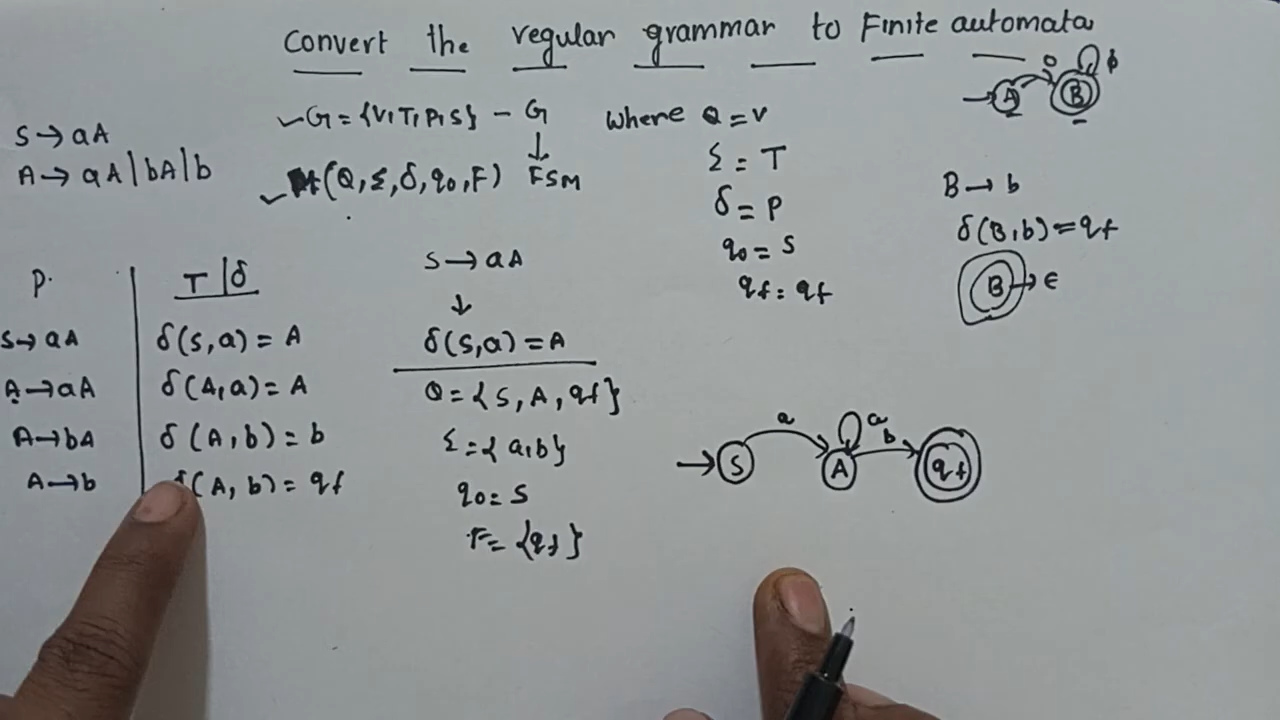 Convert the regular grammar to Finite automata
S → aA
A → aA | bA | b
G = {V, T, P, S} - G
↓
M (Q, Σ, δ, q0, F) FSM
where Q = V
Σ = T
δ = P
q0 = S
qf = qf
A 0 B
B → b
δ(B, b) = qf
B → ϵ
P. T | δ
S → aA δ(S, a) = A
A → aA δ(A, a) = A
A → bA δ(A, b) = b
A → b δ(A, b) = qf
S → aA
↓
δ(S, a) = A
Q = {S, A, qf}
Σ = {a, b}
q0 = S
F = {qf}
S a A a b qf